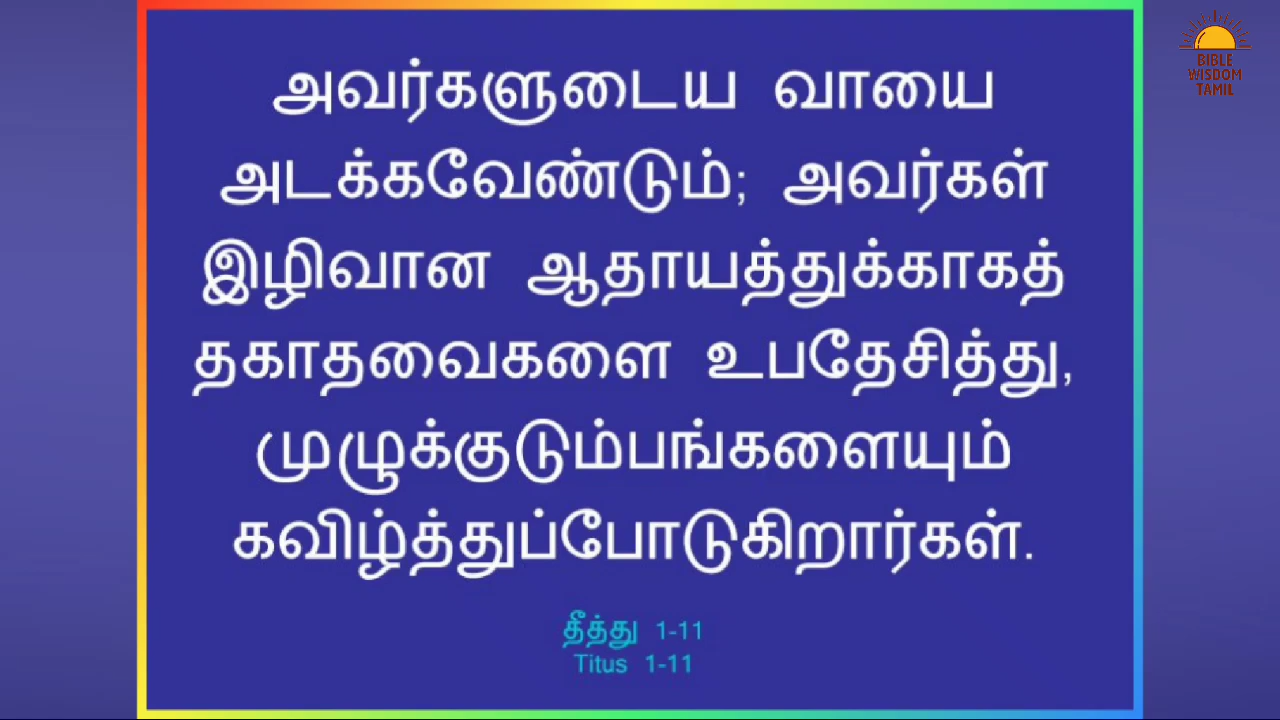 அவர்களுடைய வாயை
அடக்கவேண்டும்; அவர்கள்
இழிவான ஆதாயத்துக்காகத்
தகாதவைகளை உபதேசித்து,
முழுக்குடும்பங்களையும்
கவிழ்த்துப்போடுகிறார்கள்.
தீத்து 1-11
Titus 1-11
BIBLE
WISDOM
TAMIL